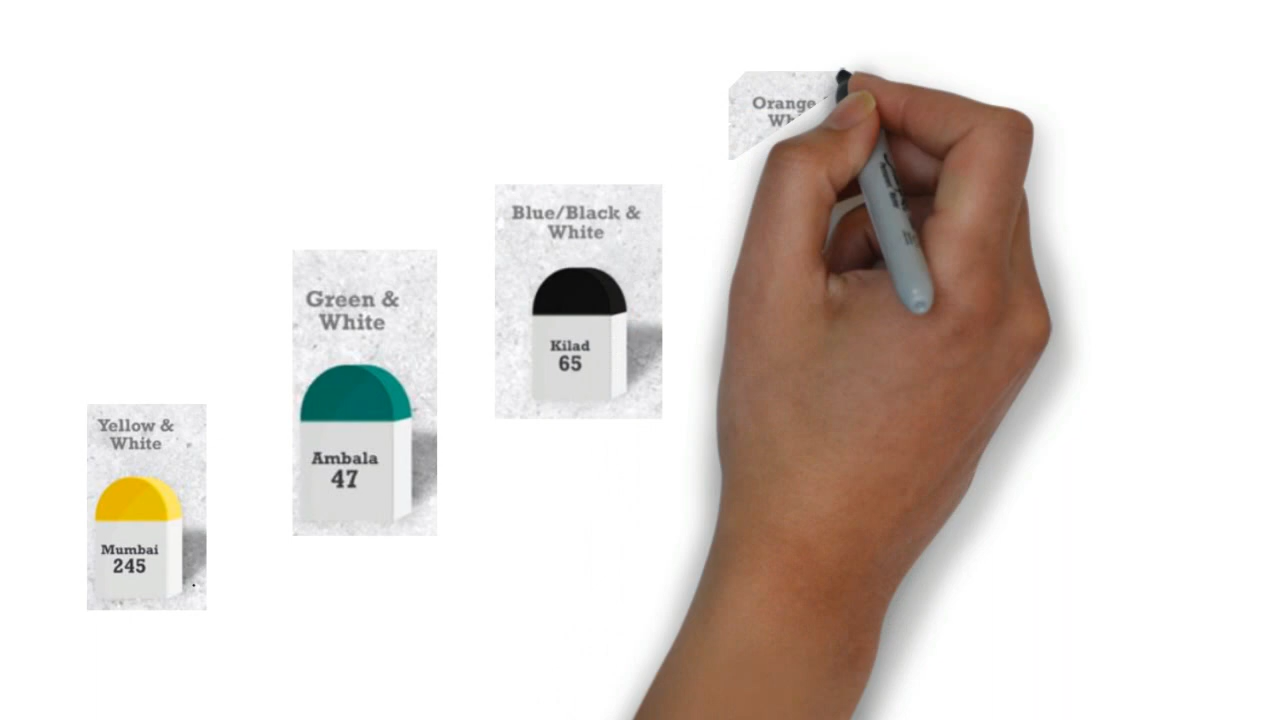 Yellow &
White
Mumbai
245
Green &
White
Ambala
47
Blue/Black &
White
Kilad
65
Orange